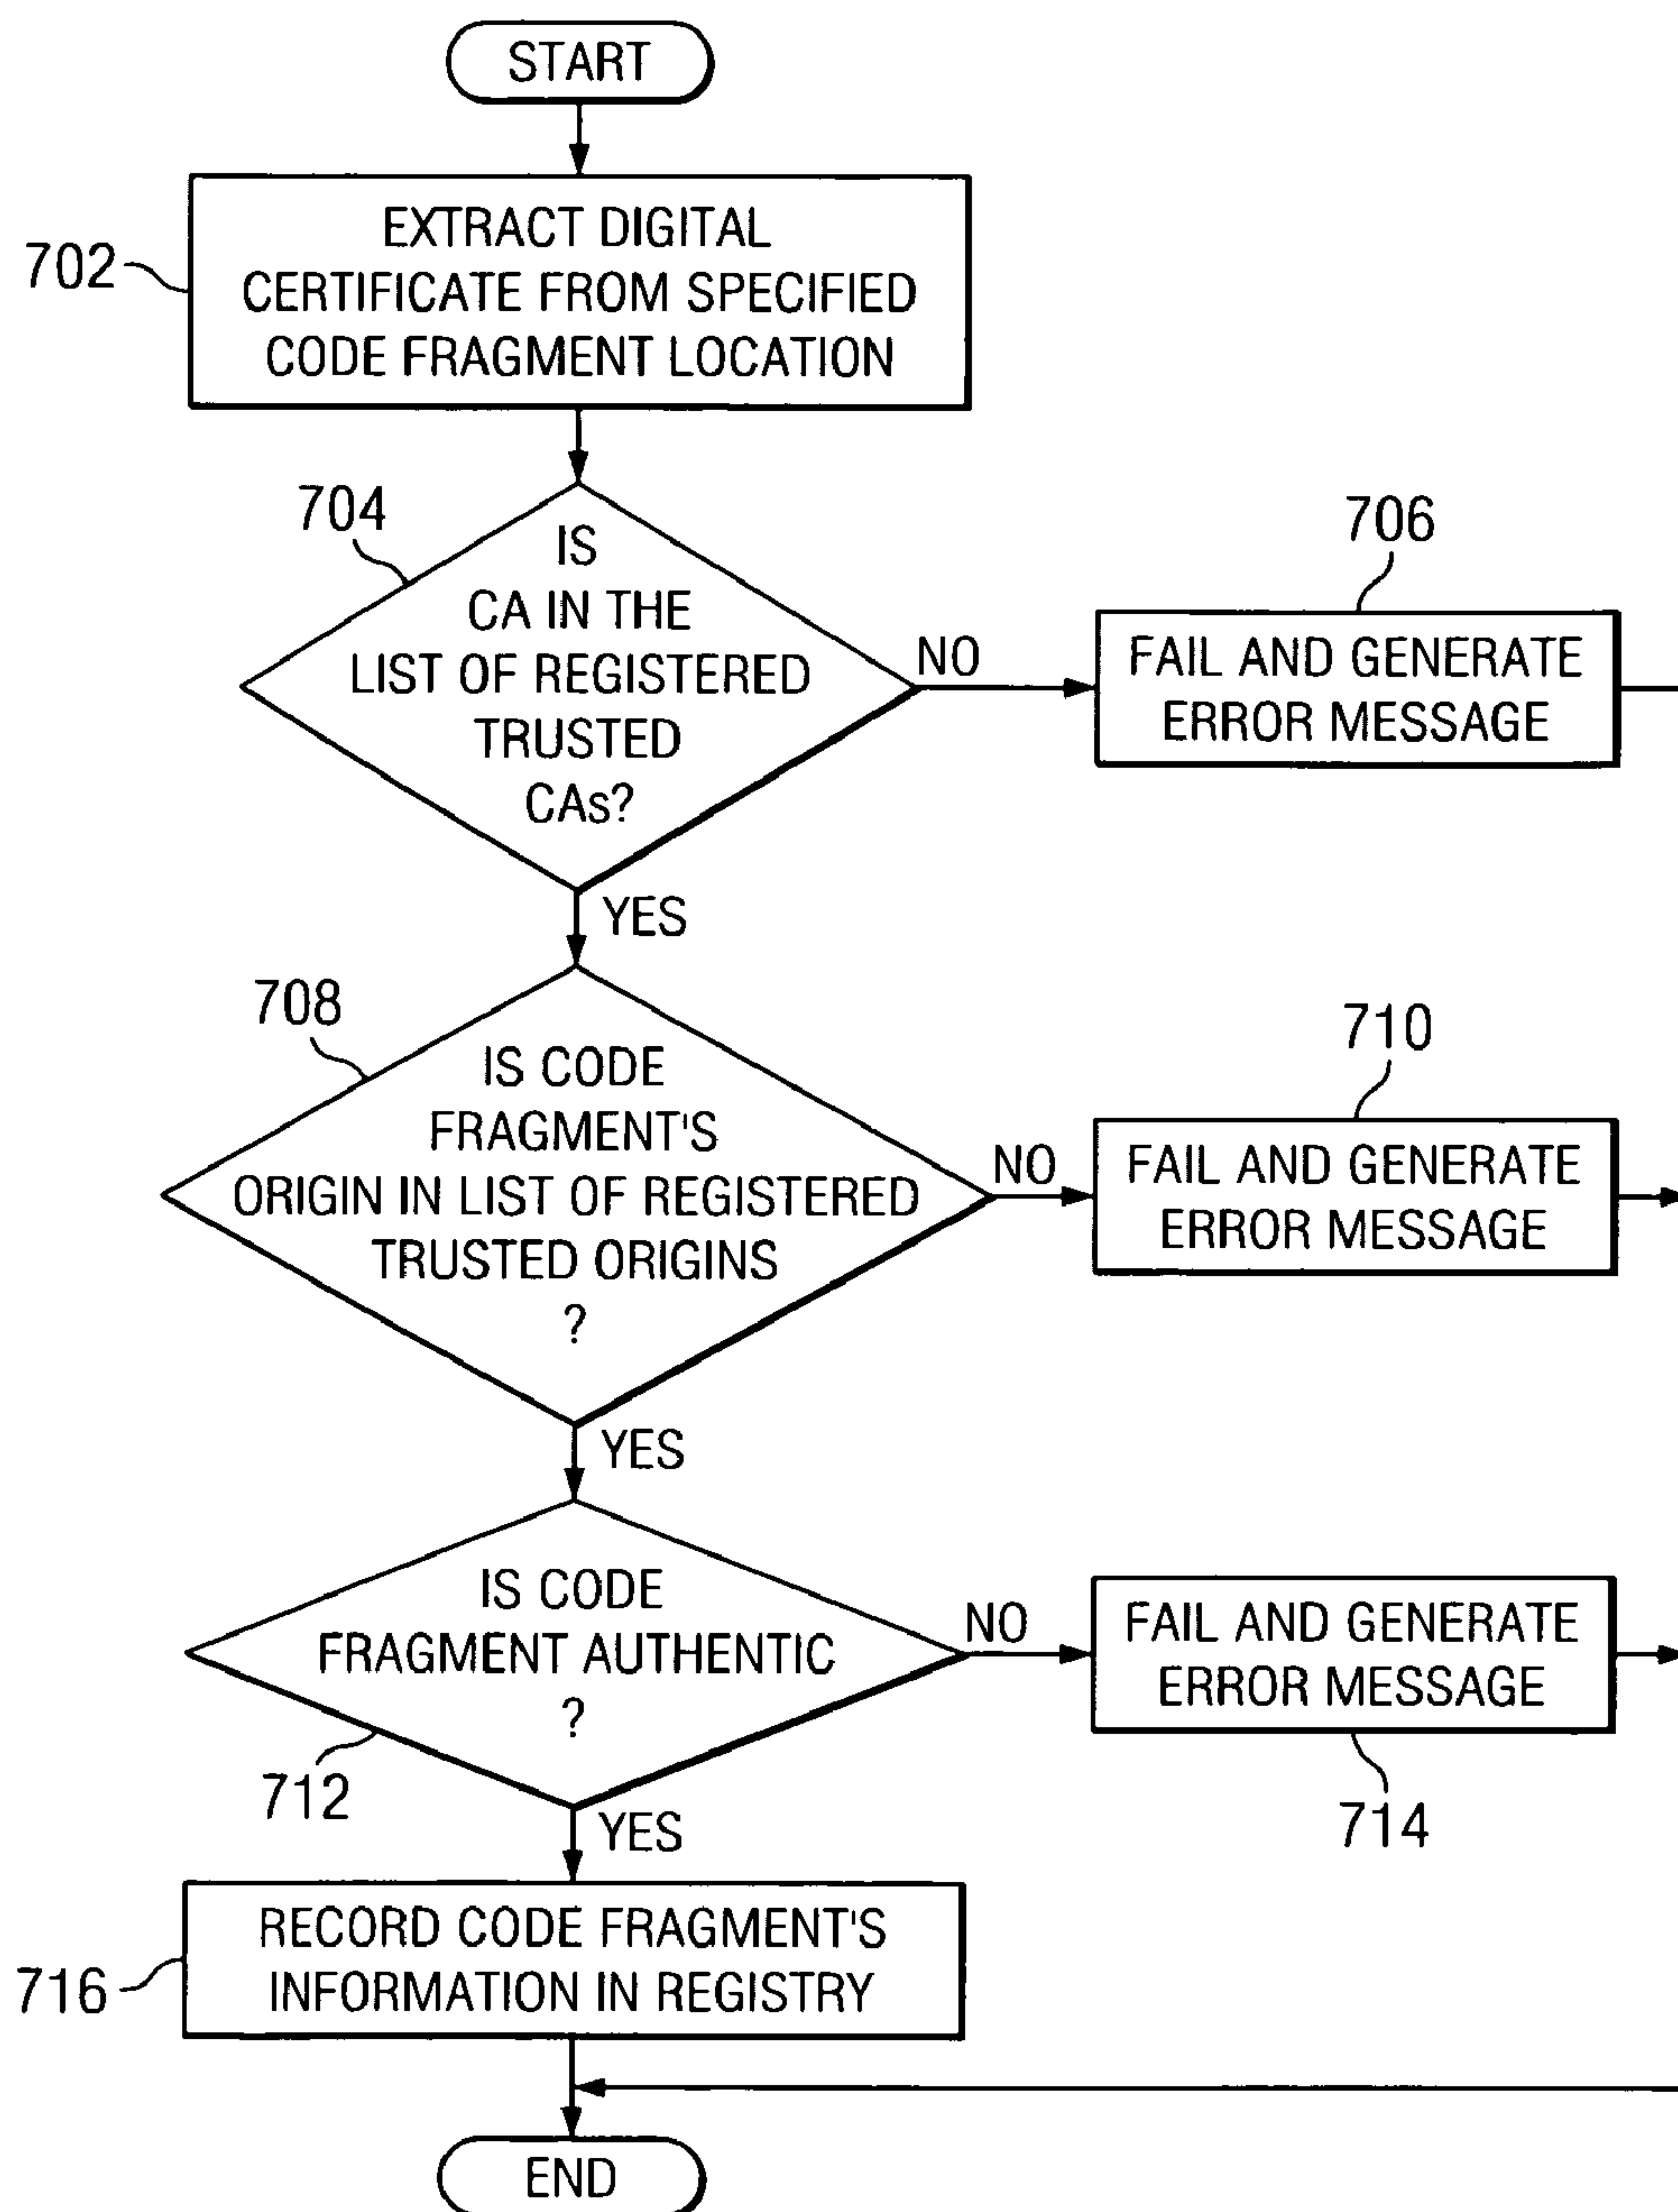 START
702
EXTRACT DIGITAL
CERTIFICATE FROM SPECIFIED
CODE FRAGMENT LOCATION
704
IS
CA IN THE
LIST OF REGISTERED
TRUSTED
CAs?
NO
706
FAIL AND GENERATE
ERROR MESSAGE
YES
708
IS CODE
FRAGMENT'S
ORIGIN IN LIST OF REGISTERED
TRUSTED ORIGINS
?
NO
710
FAIL AND GENERATE
ERROR MESSAGE
YES
IS CODE
FRAGMENT AUTHENTIC
?
712
NO
FAIL AND GENERATE
ERROR MESSAGE
714
YES
716
RECORD CODE FRAGMENT'S
INFORMATION IN REGISTRY
END